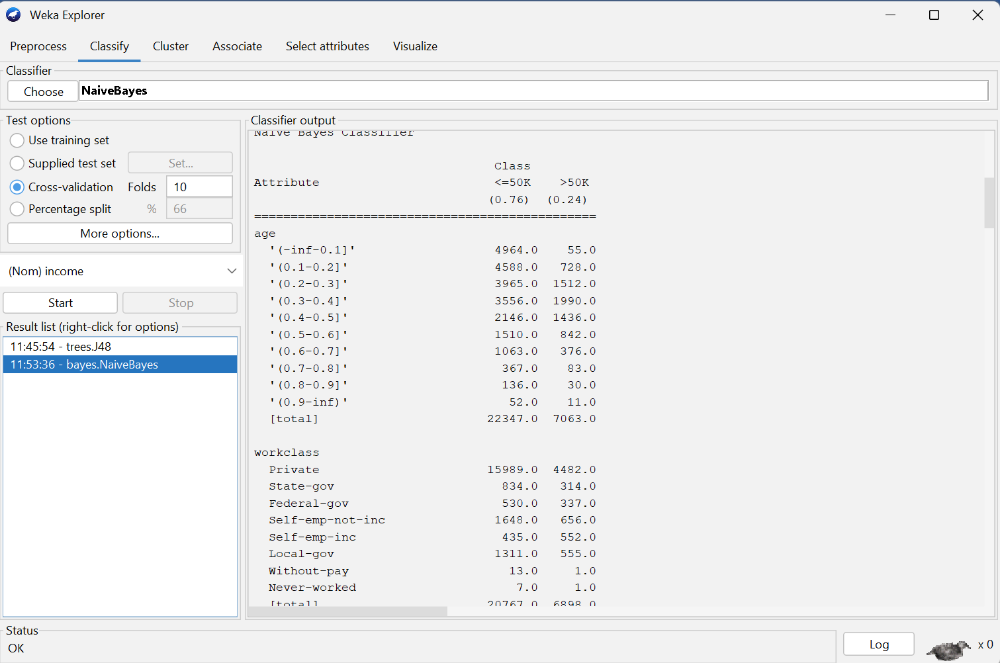 Weka Explorer
Preprocess Classify Cluster Associate Select attributes Visualize
Classifier
Choose NaiveBayes
Test options
Use training set
Supplied test set Set...
Cross-validation Folds 10
Percentage split % 66
More options...
(Nom) income
Start Stop
Result list (right-click for options)
11:45:54 - trees.J48
11:53:36 - bayes.NaiveBayes
Classifier output
Naive Bayes Classifier
Class
Attribute <=50K >50K
(0.76) (0.24)
===============================================
age
'(-inf-0.1]' 4964.0 55.0
'(0.1-0.2]' 4588.0 728.0
'(0.2-0.3]' 3965.0 1512.0
'(0.3-0.4]' 3556.0 1990.0
'(0.4-0.5]' 2146.0 1436.0
'(0.5-0.6]' 1510.0 842.0
'(0.6-0.7]' 1063.0 376.0
'(0.7-0.8]' 367.0 83.0
'(0.8-0.9]' 136.0 30.0
'(0.9-inf)' 52.0 11.0
[total] 22347.0 7063.0
workclass
Private 15989.0 4482.0
State-gov 834.0 314.0
Federal-gov 530.0 337.0
Self-emp-not-inc 1648.0 656.0
Self-emp-inc 435.0 552.0
Local-gov 1311.0 555.0
Without-pay 13.0 1.0
Never-worked 7.0 1.0
[total] 20767.0 6898.0
Status
OK
Log x 0